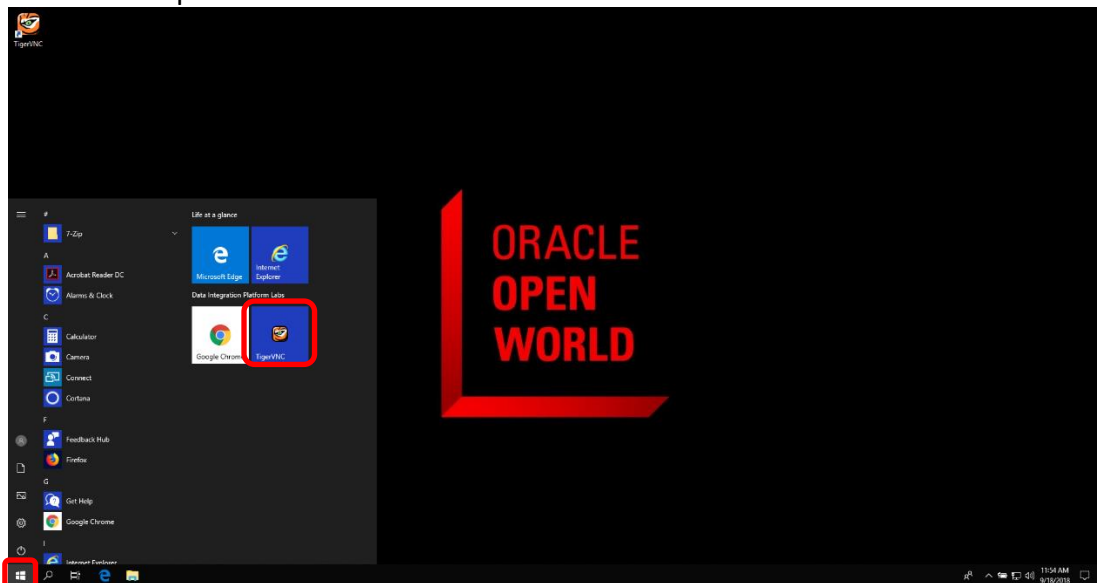 TigerVNC
#
7-Zip
A
Acrobat Reader DC
Alarms & Clock
C
Calculator
Camera
Connect
Cortana
F
Feedback Hub
Firefox
G
Get Help
Google Chrome
I
Internet Explorer
Life at a glance
Microsoft Edge
Internet
Explorer
Data Integration Platform Labs
Google Chrome
TigerVNC
ORACLE
OPEN
WORLD
11:54 AM
9/18/2018